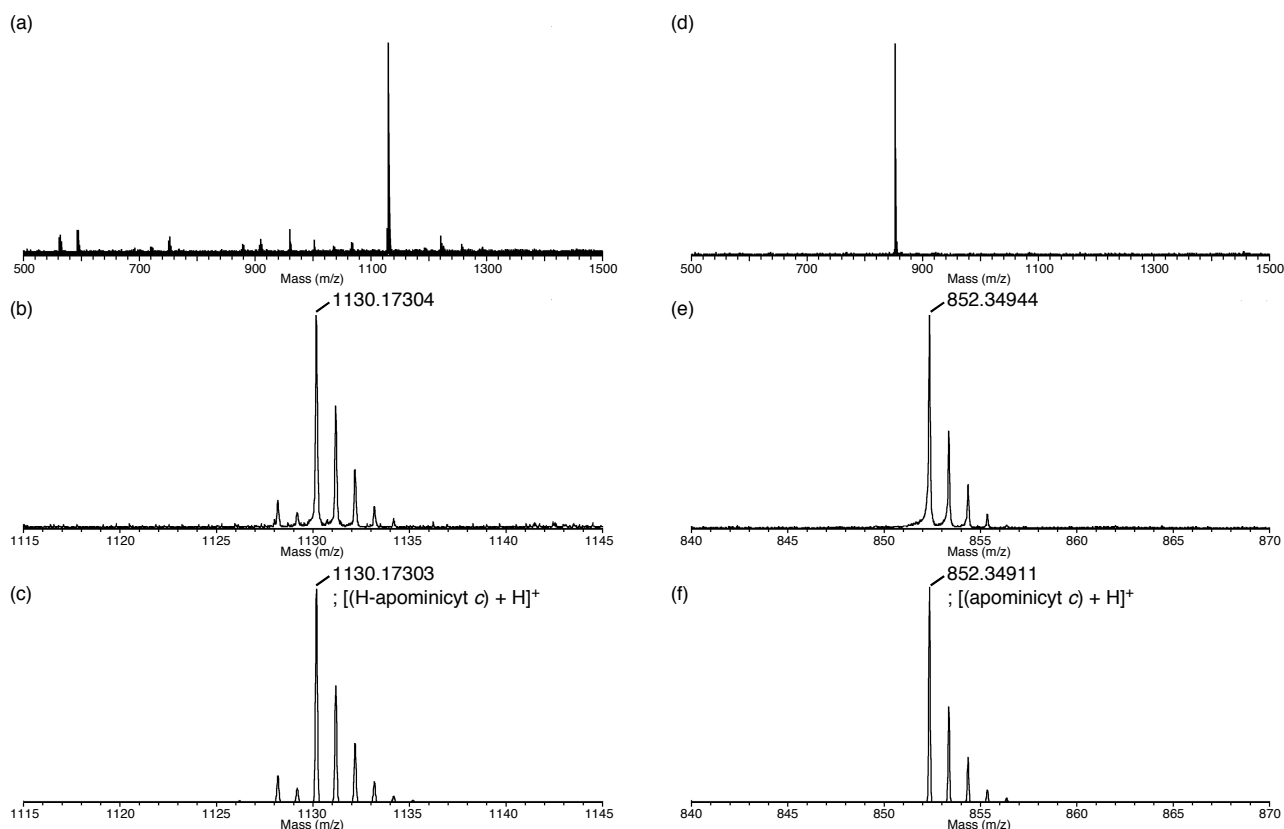 (a)
500 700 900 1100 1300 1500
Mass (m/z)
(b)
1130.17304
1115 1120 1125 1130 1135 1140 1145
Mass (m/z)
(c)
1130.17303
; [(H-apominicyt c) + H]+
1115 1120 1125 1130 1135 1140 1145
Mass (m/z)
(d)
500 700 900 1100 1300 1500
Mass (m/z)
(e)
852.34944
840 845 850 855 860 865 870
Mass (m/z)
(f)
852.34911
; [(apominicyt c) + H]+
840 845 850 855 860 865 870
Mass (m/z)